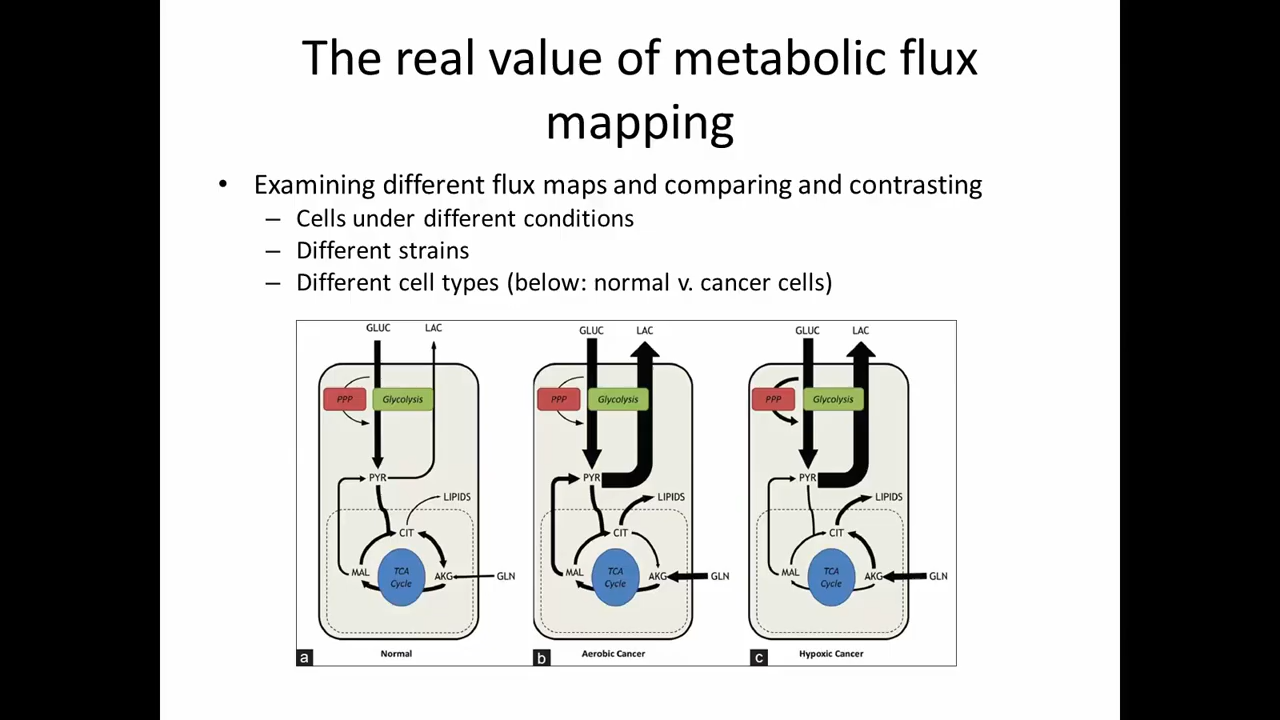 The real value of metabolic flux
mapping
• Examining different flux maps and comparing and contrasting
– Cells under different conditions
– Different strains
– Different cell types (below: normal v. cancer cells)
GLUC LAC
PPP Glycolysis
PYR
LIPIDS
CIT
MAL TCA Cycle AKG GLN
a Normal
GLUC LAC
PPP Glycolysis
PYR
LIPIDS
CIT
MAL TCA Cycle AKG GLN
b Aerobic Cancer
GLUC LAC
PPP Glycolysis
PYR
LIPIDS
CIT
MAL TCA Cycle AKG GLN
c Hypoxic Cancer